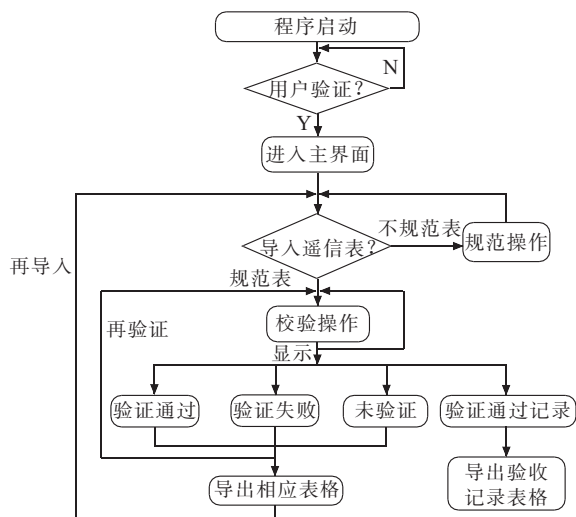 程序启动
N
用户验证?
Y
进入主界面
导入遥信表?
不规范表
规范操作
再导入
规范表
再验证
校验操作
显示
验证通过
验证失败
未验证
验证通过记录
导出相应表格
导出验收
记录表格